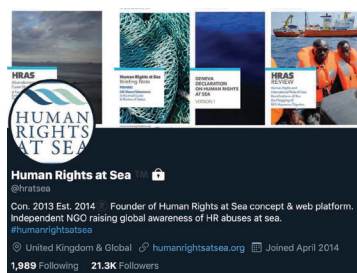 HRAS
Human Rights at Sea
Briefing Note
GENEVA
DECLARATION
ON HUMAN RIGHTS
AT SEA
VERSION 1
HRAS
REVIEW
HUMAN
RIGHTS
AT SEA
Human Rights at Sea TM
@hratsea
Con. 2013 Est. 2014 Founder of Human Rights at Sea concept & web platform.
Independent NGO raising global awareness of HR abuses at sea.
#humanrightsatsea
United Kingdom & Global humanrightsatsea.org Joined April 2014
1,989 Following 21.3K Followers